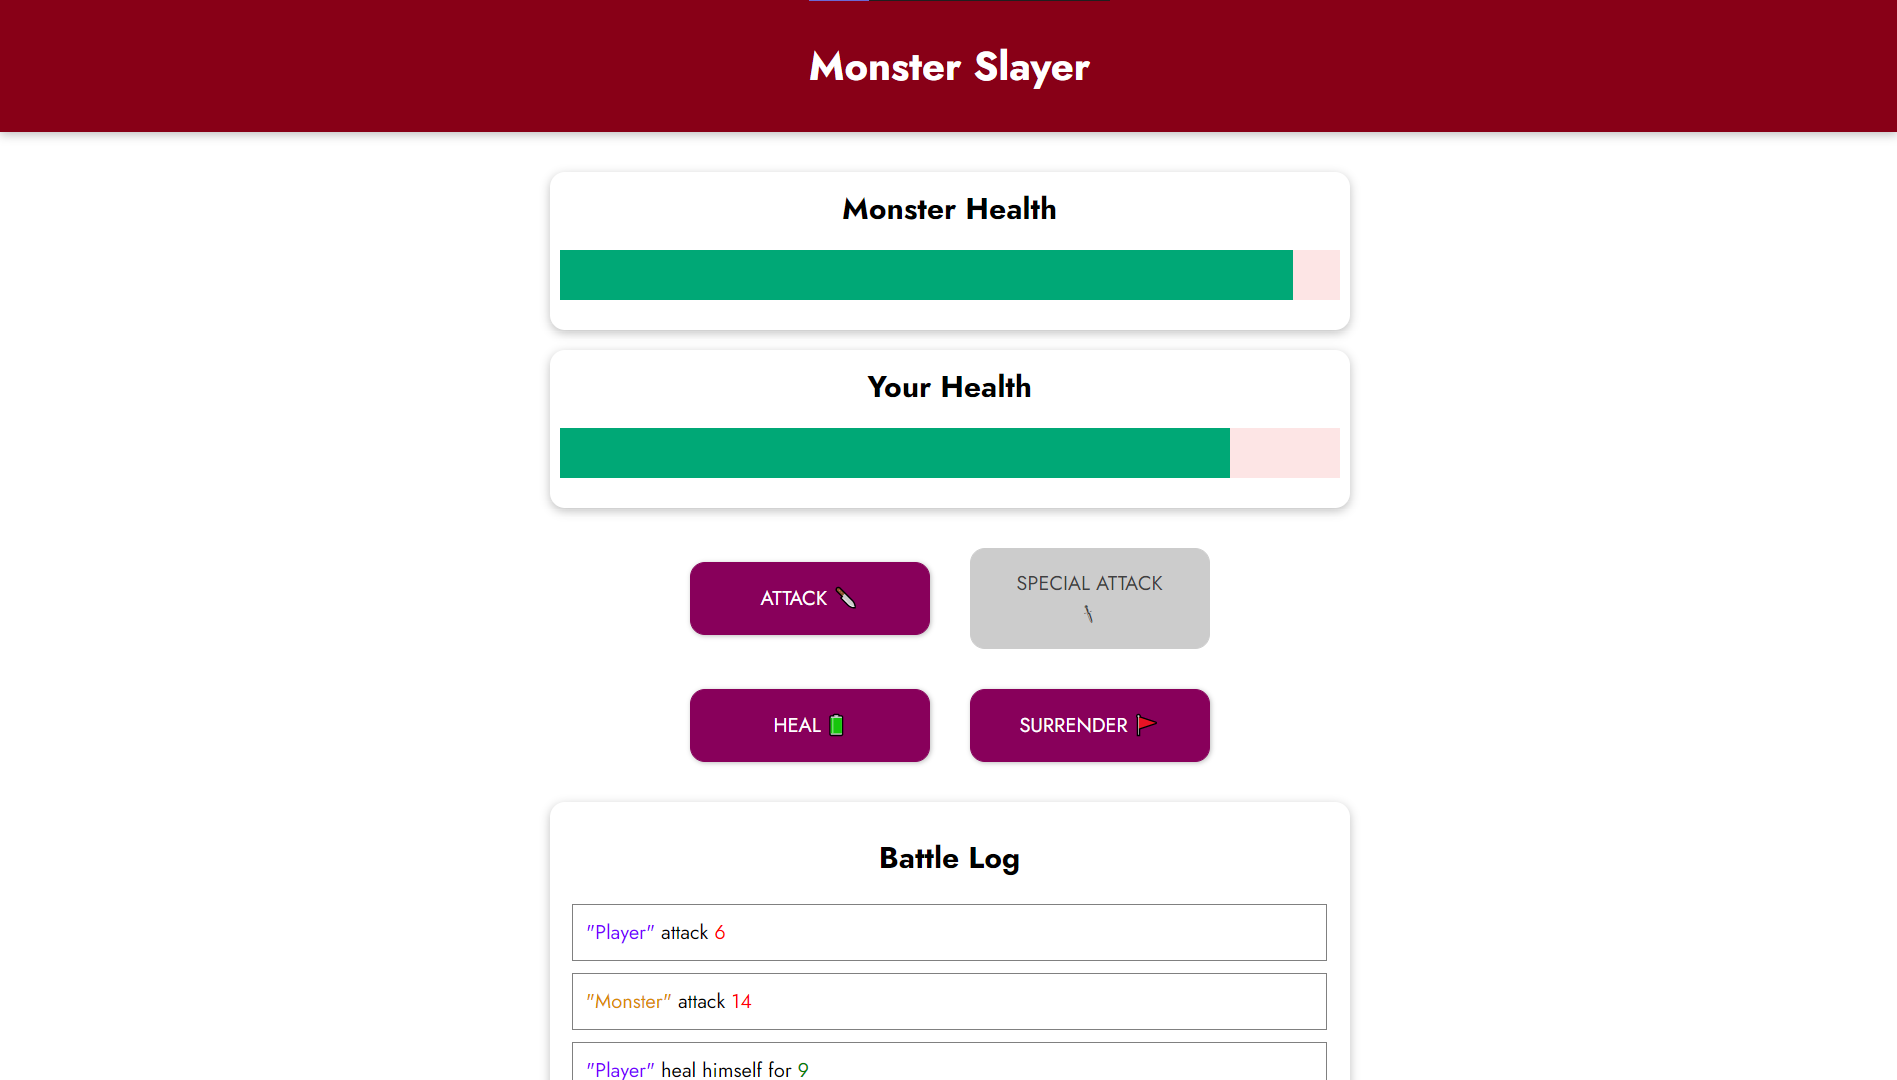 Monster Slayer
Monster Health
Your Health
ATTACK
SPECIAL ATTACK
HEAL
SURRENDER
Battle Log
"Player" attack 6
"Monster" attack 14
"Player" heal himself for 9